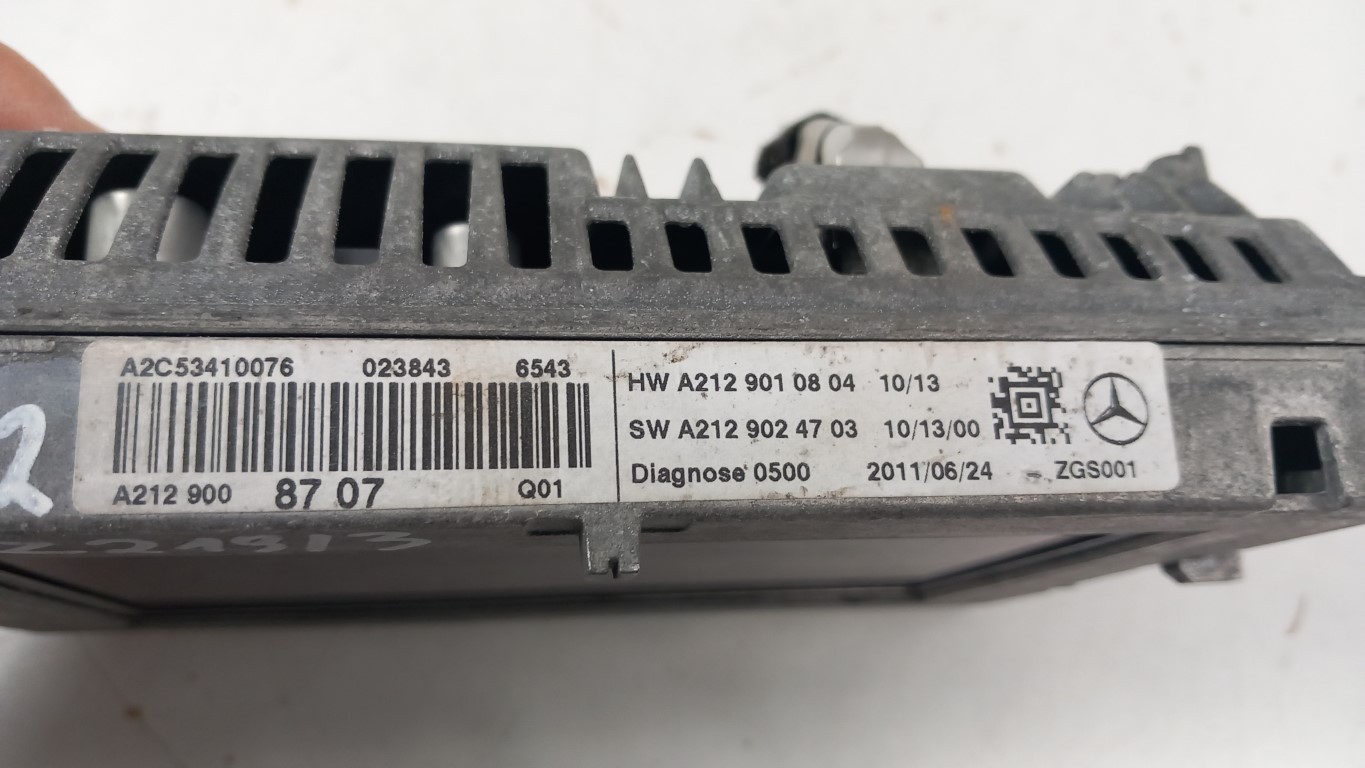 A2C53410076 023843 6543
A212 900 87 07 Q01
HW A212 901 08 04 10/13
SW A212 902 47 03 10/13/00
Diagnose 0500 2011/06/24 ZGS001
2